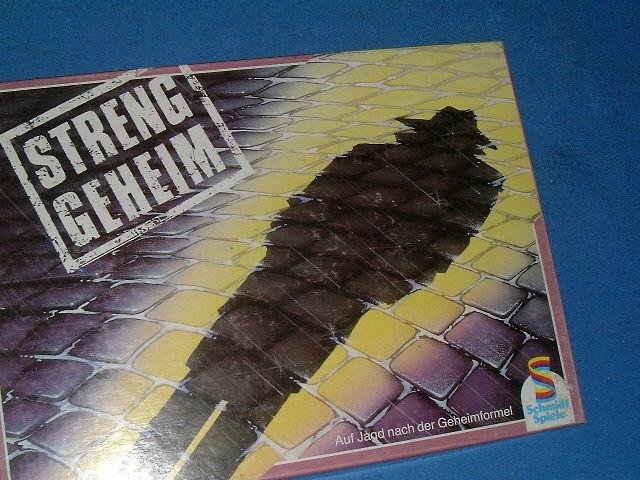 STRENG
GEHEIM
Auf Jagd nach der Geheimformel
Schmidt
Spiele